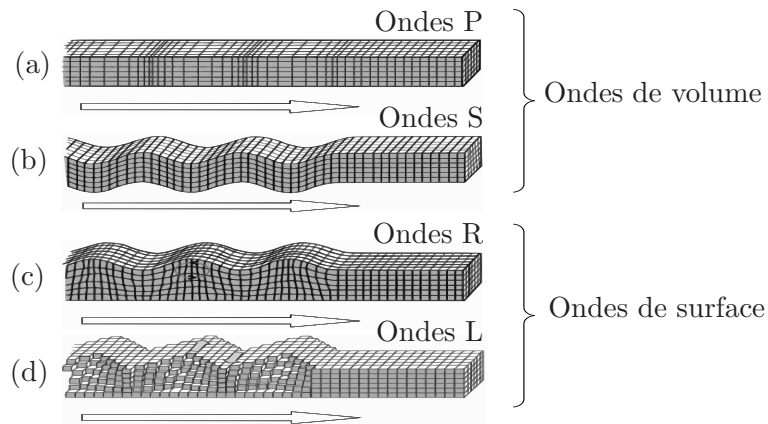 Ondes P
(a)
Ondes de volume
Ondes S
(b)
Ondes R
(c)
Ondes de surface
Ondes L
(d)